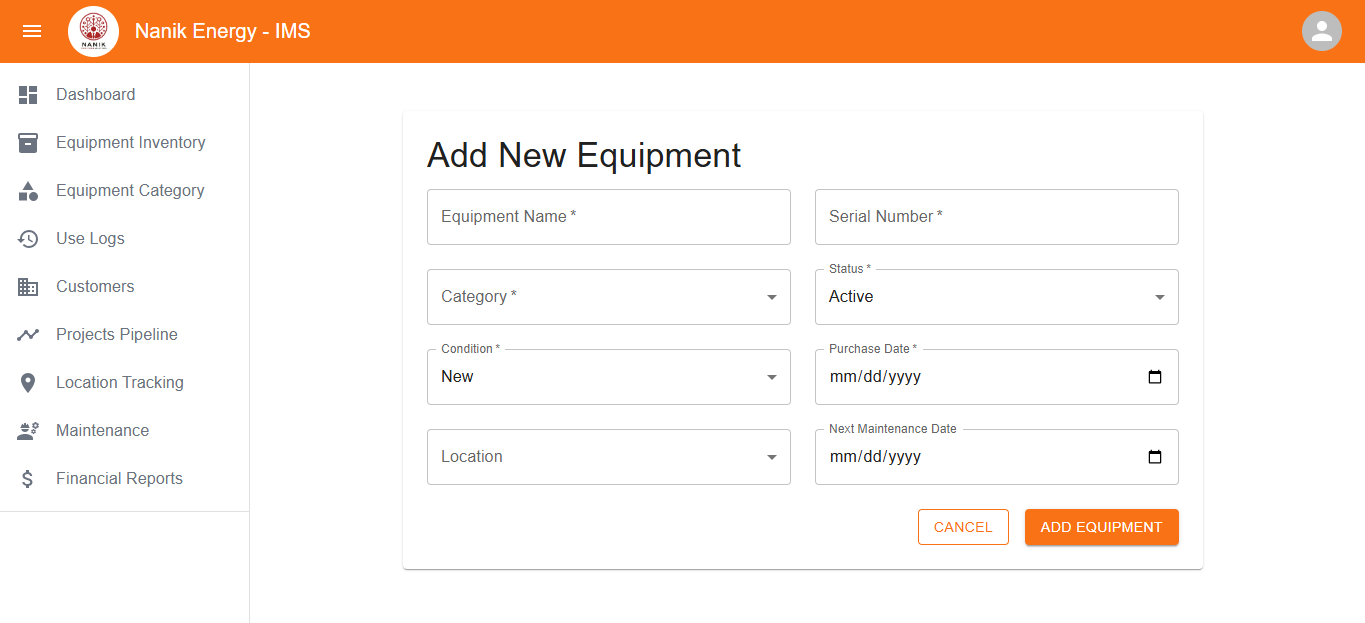 NANIK
Nanik Energy - IMS
Dashboard
Equipment Inventory
Equipment Category
Use Logs
Customers
Projects Pipeline
Location Tracking
Maintenance
Financial Reports
Add New Equipment
Equipment Name *
Serial Number *
Category *
Status *
Active
Condition *
New
Purchase Date *
mm/dd/yyyy
Location
Next Maintenance Date
mm/dd/yyyy
CANCEL
ADD EQUIPMENT